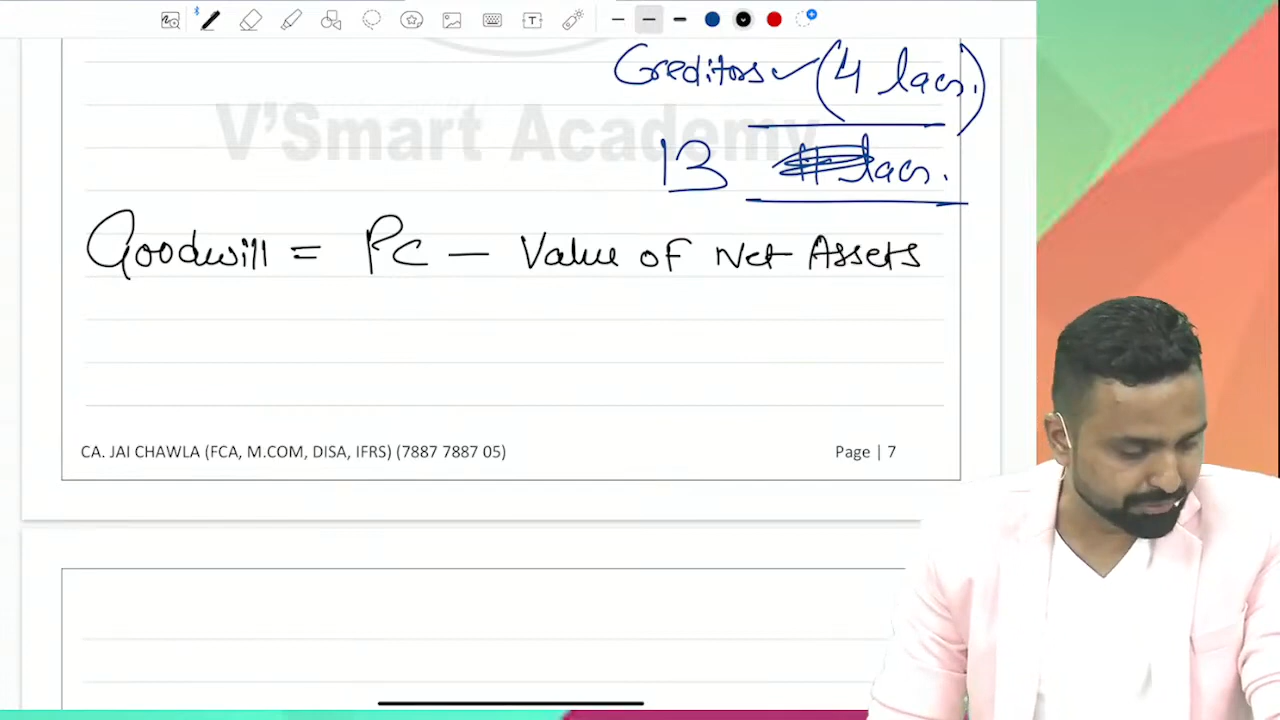 Creditors (4 lacs.)
V'Smart Academy
13 lacs.
Goodwill = PC — Value of Net Assets
CA. JAI CHAWLA (FCA, M.COM, DISA, IFRS) (7887 7887 05)
Page | 7